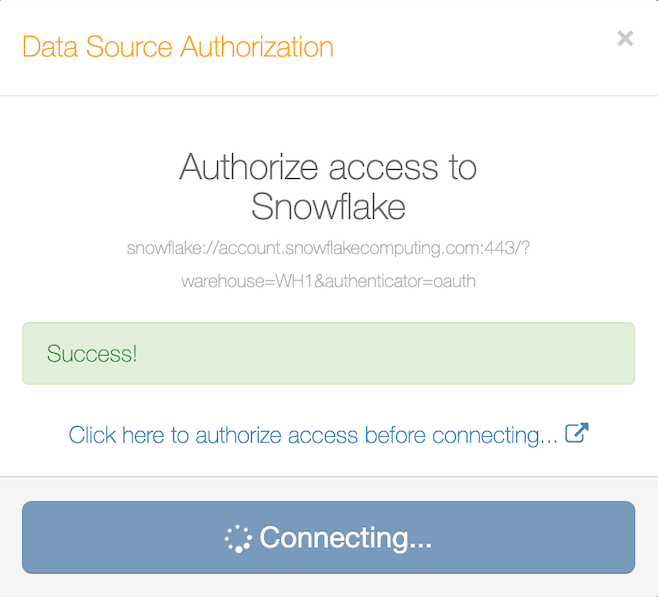 Data Source Authorization
×
Authorize access to
Snowflake
snowflake://account.snowflakecomputing.com:443/?
warehouse=WH1&authenticator=oauth
Success!
Click here to authorize access before connecting...
Connecting...